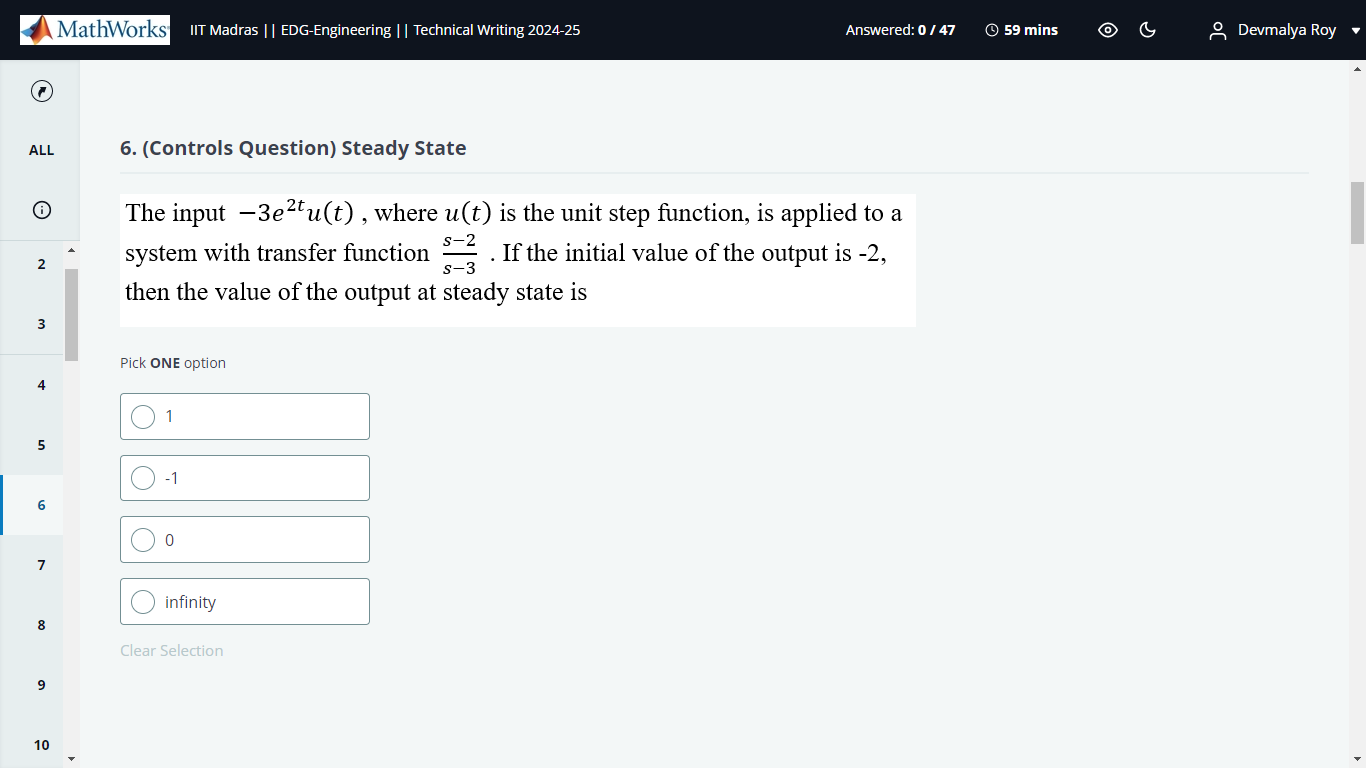 MathWorks IIT Madras || EDG-Engineering || Technical Writing 2024-25 Answered: 0 / 47 59 mins Devmalya Roy
ALL
2
3
4
5
6
7
8
9
10
6. (Controls Question) Steady State
The input −3e^{2t}u(t) , where u(t) is the unit step function, is applied to a
system with transfer function \frac{s−2}{s−3} . If the initial value of the output is -2,
then the value of the output at steady state is
Pick ONE option
1
-1
0
infinity
Clear Selection